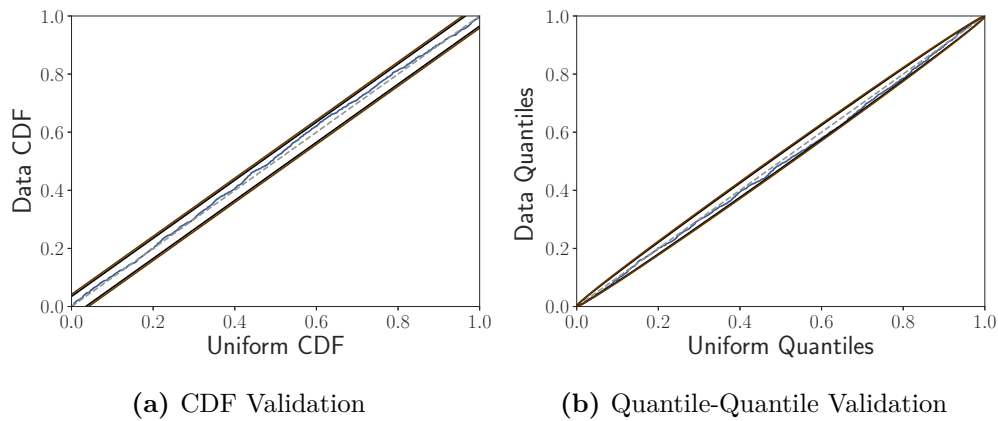 Data CDF
1.0
0.8
0.6
0.4
0.2
0.0
0.0 0.2 0.4 0.6 0.8 1.0
Uniform CDF
(a) CDF Validation
Data Quantiles
1.0
0.8
0.6
0.4
0.2
0.0
0.0 0.2 0.4 0.6 0.8 1.0
Uniform Quantiles
(b) Quantile-Quantile Validation